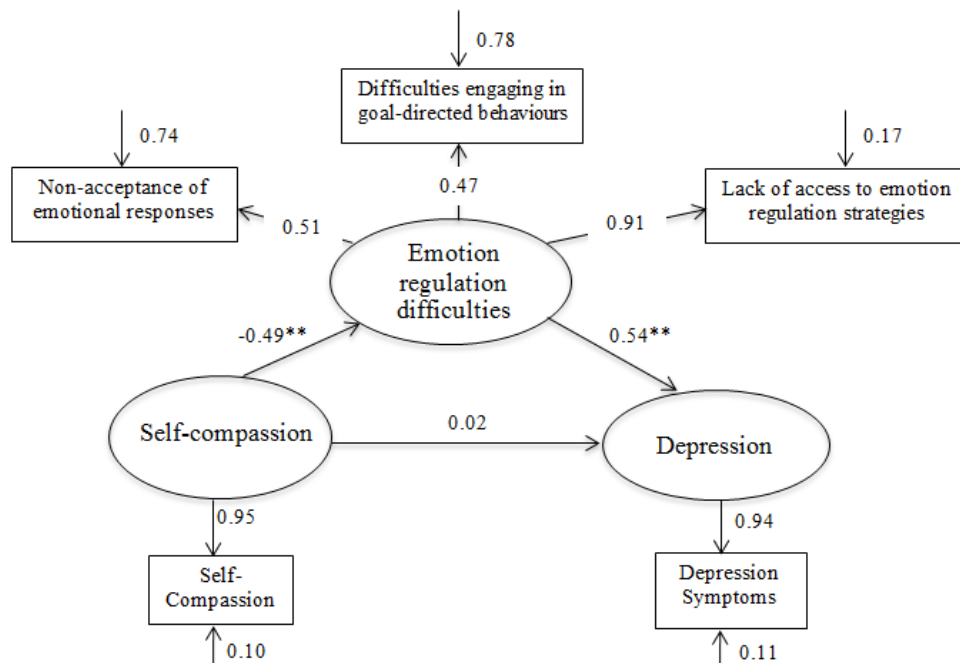 0.78
Difficulties engaging in
goal-directed behaviours
0.74
0.17
Non-acceptance of
emotional responses
Lack of access to emotion
regulation strategies
0.47
0.51
0.91
Emotion
regulation
difficulties
-0.49**
0.54**
Self-compassion
0.02
Depression
0.95
0.94
Self-
Compassion
Depression
Symptoms
0.10
0.11